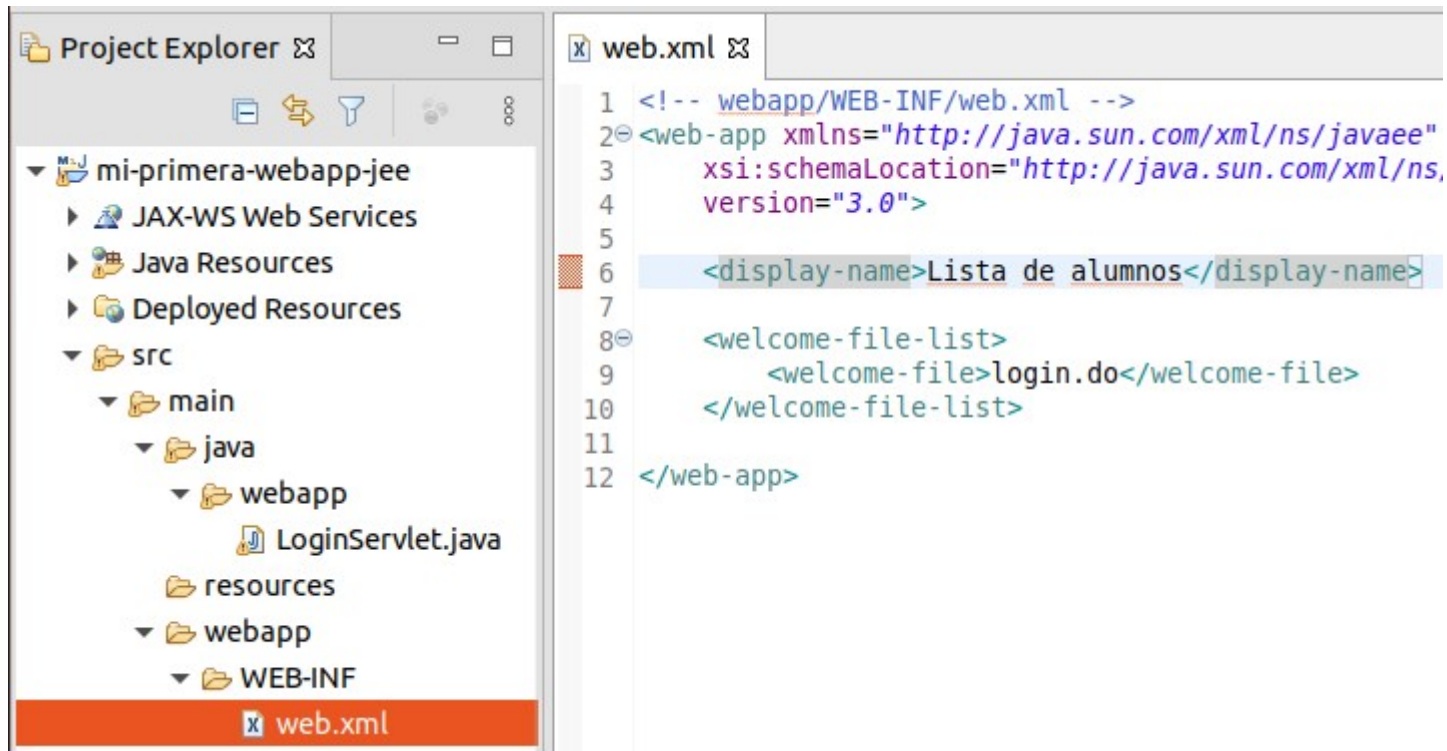 Project Explorer
mi-primera-webapp-jee
JAX-WS Web Services
Java Resources
Deployed Resources
src
main
java
webapp
LoginServlet.java
resources
webapp
WEB-INF
web.xml
web.xml
1 <!-- webapp/WEB-INF/web.xml -->
2 <web-app xmlns="http://java.sun.com/xml/ns/javaee"
3 xsi:schemaLocation="http://java.sun.com/xml/ns/
4 version="3.0">
5
6 <display-name>Lista de alumnos</display-name>
7
8 <welcome-file-list>
9 <welcome-file>login.do</welcome-file>
10 </welcome-file-list>
11
12 </web-app>